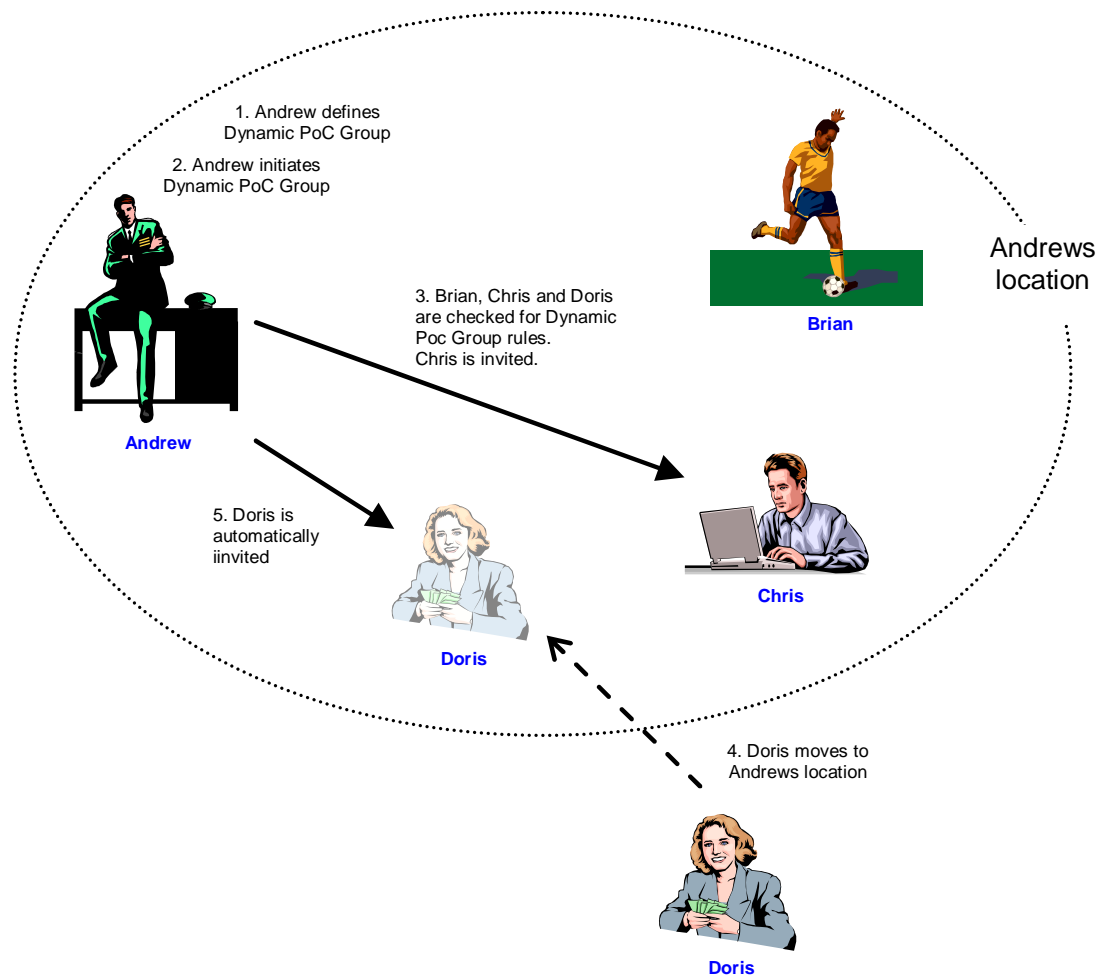 1. Andrew defines
Dynamic PoC Group
2. Andrew initiates
Dynamic PoC Group
Andrews
location
3. Brian, Chris and Doris
are checked for Dynamic
Poc Group rules.
Chris is invited.
Brian
Andrew
5. Doris is
automatically
iinvited
Chris
Doris
4. Doris moves to
Andrews location
Doris